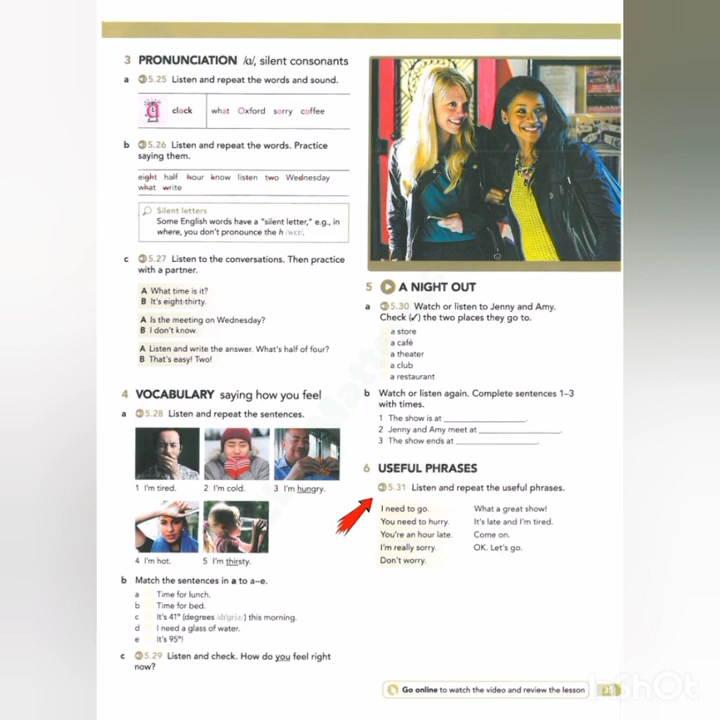 3 PRONUNCIATION /ɑ/, silent consonants
a 5.25 Listen and repeat the words and sound.
clock what Oxford sorry coffee
b 5.26 Listen and repeat the words. Practice
saying them.
eight half hour know listen two Wednesday
what write
Silent letters
Some English words have a "silent letter," e.g., in
where, you don't pronounce the h /wɛr/.
c 5.27 Listen to the conversations. Then practice
with a partner.
A What time is it?
B It's eight-thirty.
A Is the meeting on Wednesday?
B I don't know.
A Listen and write the answer. What's half of four?
B That's easy! Two!
4 VOCABULARY saying how you feel
a 5.28 Listen and repeat the sentences.
1 I'm tired. 2 I'm cold. 3 I'm hungry.
4 I'm hot. 5 I'm thirsty.
b Match the sentences in a to a–e.
a Time for lunch.
b Time for bed.
c It's 41° (degrees /dɪˈɡriz/) this morning.
d I need a glass of water.
e It's 95°!
c 5.29 Listen and check. How do you feel right
now?
5 A NIGHT OUT
a 5.30 Watch or listen to Jenny and Amy.
Check (✓) the two places they go to.
a store
a café
a theater
a club
a restaurant
b Watch or listen again. Complete sentences 1–3
with times.
1 The show is at ____________.
2 Jenny and Amy meet at ____________.
3 The show ends at ____________.
6 USEFUL PHRASES
5.31 Listen and repeat the useful phrases.
I need to go. What a great show!
You need to hurry. It's late and I'm tired.
You're an hour late. Come on.
I'm really sorry. OK. Let's go.
Don't worry.
Go online to watch the video and review the lesson
InShOt